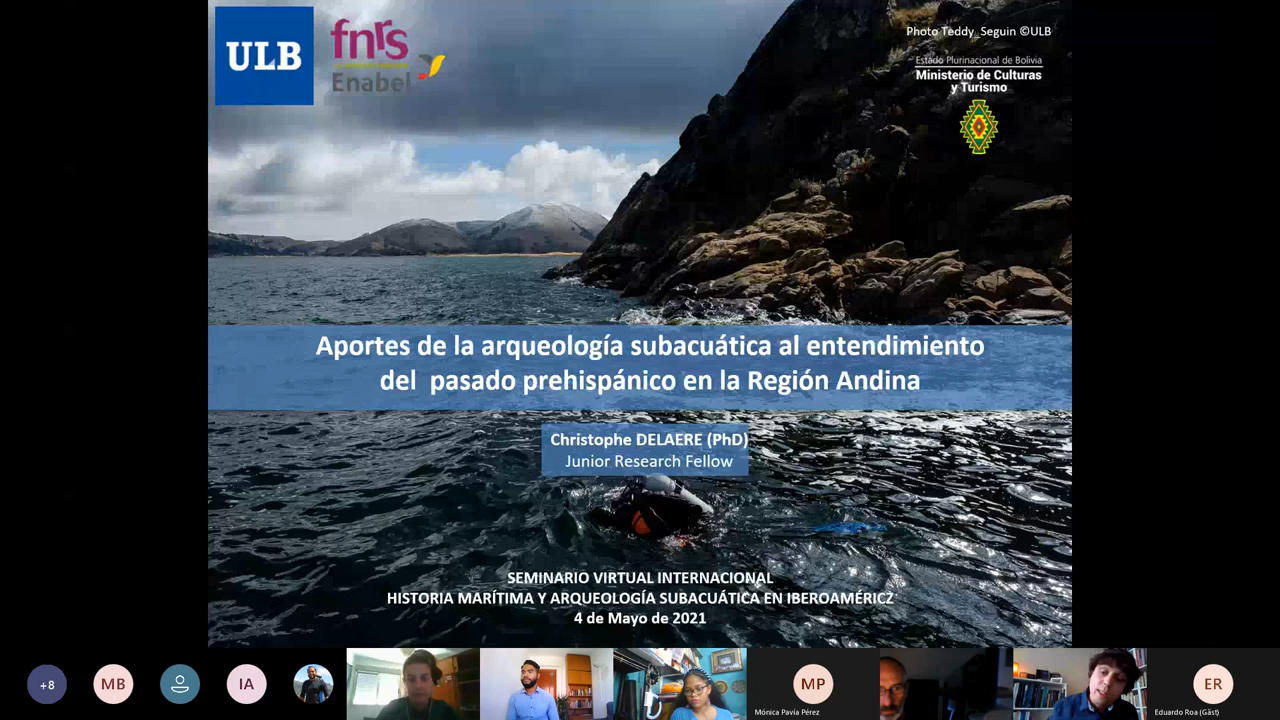 ULB
fnrs
Enabel
Photo Teddy_Seguin ©ULB
Estado Plurinacional de Bolivia
Ministerio de Culturas
y Turismo
Aportes de la arqueología subacuática al entendimiento
del pasado prehispánico en la Región Andina
Christophe DELAERE (PhD)
Junior Research Fellow
SEMINARIO VIRTUAL INTERNACIONAL
HISTORIA MARÍTIMA Y ARQUEOLOGÍA SUBACUÁTICA EN IBEROAMÉRICZ
4 de Mayo de 2021
+8
MB
IA
MP
Mónica Pavía Pérez
ER
Eduardo Roa (Gäst)